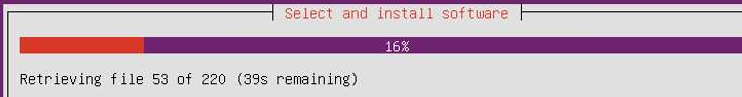 Select and install software
16%
Retrieving file 53 of 220 (39s remaining)